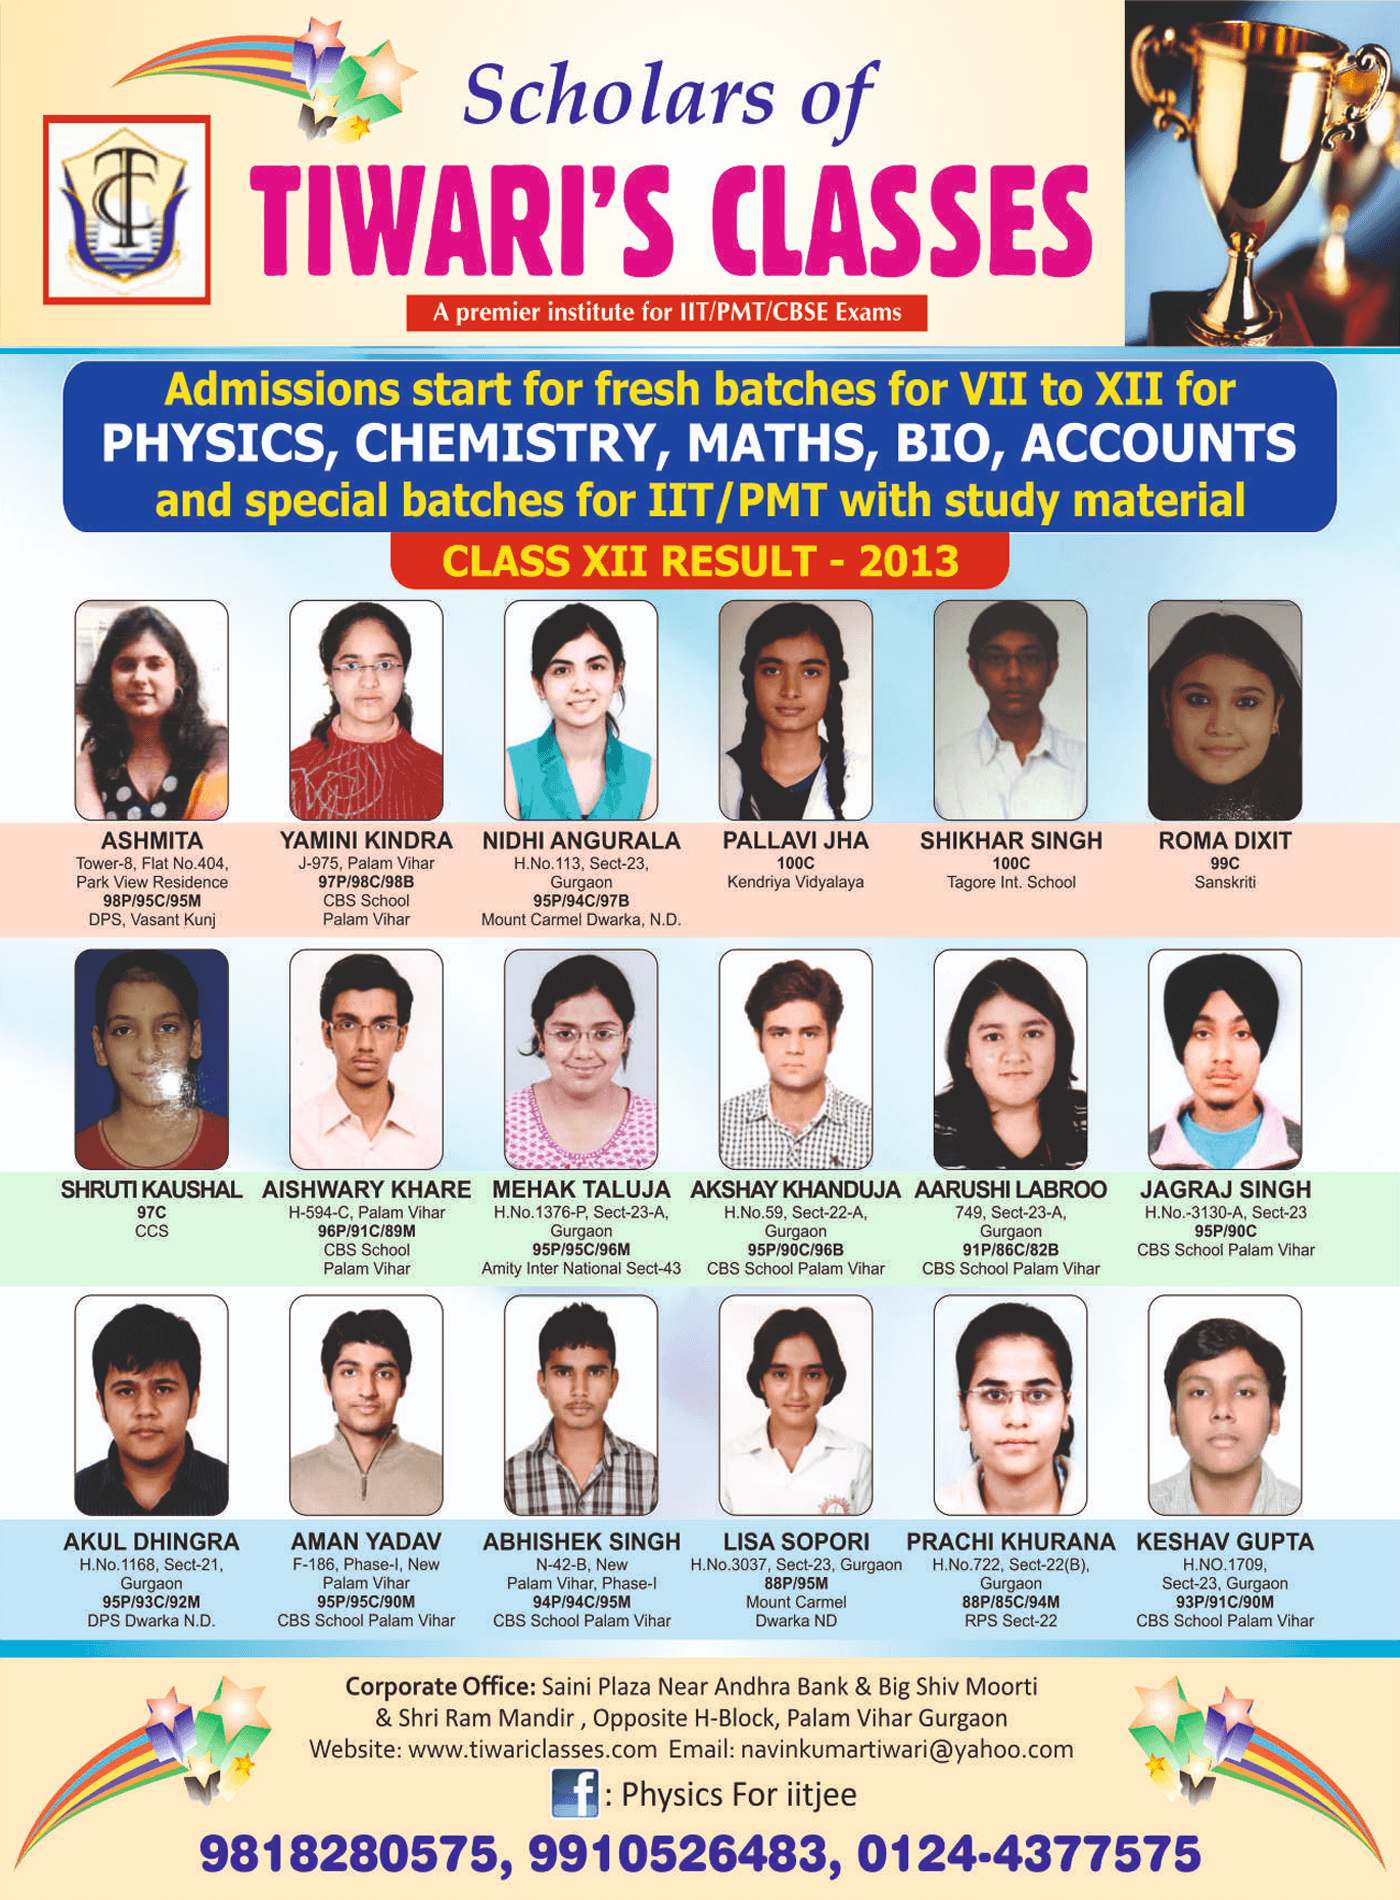 Scholars of
TIWARI'S CLASSES
A premier institute for IIT/PMT/CBSE Exams
TC
Admissions start for fresh batches for VII to XII for
PHYSICS, CHEMISTRY, MATHS, BIO, ACCOUNTS
and special batches for IIT/PMT with study material
CLASS XII RESULT - 2013
ASHMITA
Tower-8, Flat No.404,
Park View Residence
98P/95C/95M
DPS, Vasant Kunj
YAMINI KINDRA
J-975, Palam Vihar
97P/98C/98B
CBS School
Palam Vihar
NIDHI ANGURALA
H.No.113, Sect-23,
Gurgaon
95P/94C/97B
Mount Carmel Dwarka, N.D.
PALLAVI JHA
100C
Kendriya Vidyalaya
SHIKHAR SINGH
100C
Tagore Int. School
ROMA DIXIT
99C
Sanskriti
SHRUTI KAUSHAL
97C
CCS
AISHWARY KHARE
H-594-C, Palam Vihar
96P/91C/89M
CBS School
Palam Vihar
MEHAK TALUJA
H.No.1376-P, Sect-23-A,
Gurgaon
95P/95C/96M
Amity Inter National Sect-43
AKSHAY KHANDUJA
H.No.59, Sect-22-A,
Gurgaon
95P/90C/96B
CBS School Palam Vihar
AARUSHI LABROO
749, Sect-23-A,
Gurgaon
91P/86C/82B
CBS School Palam Vihar
JAGRAJ SINGH
H.No.-3130-A, Sect-23
95P/90C
CBS School Palam Vihar
AKUL DHINGRA
H.No.1168, Sect-21,
Gurgaon
95P/93C/92M
DPS Dwarka N.D.
AMAN YADAV
F-186, Phase-I, New
Palam Vihar
95P/95C/90M
CBS School Palam Vihar
ABHISHEK SINGH
N-42-B, New
Palam Vihar, Phase-I
94P/94C/95M
CBS School Palam Vihar
LISA SOPORI
H.No.3037, Sect-23, Gurgaon
88P/95M
Mount Carmel
Dwarka ND
PRACHI KHURANA
H.No.722, Sect-22(B),
Gurgaon
88P/85C/94M
RPS Sect-22
KESHAV GUPTA
H.NO.1709,
Sect-23, Gurgaon
93P/91C/90M
CBS School Palam Vihar
Corporate Office: Saini Plaza Near Andhra Bank & Big Shiv Moorti
& Shri Ram Mandir , Opposite H-Block, Palam Vihar Gurgaon
Website: www.tiwariclasses.com Email: navinkumartiwari@yahoo.com
f : Physics For iitjee
9818280575, 9910526483, 0124-4377575